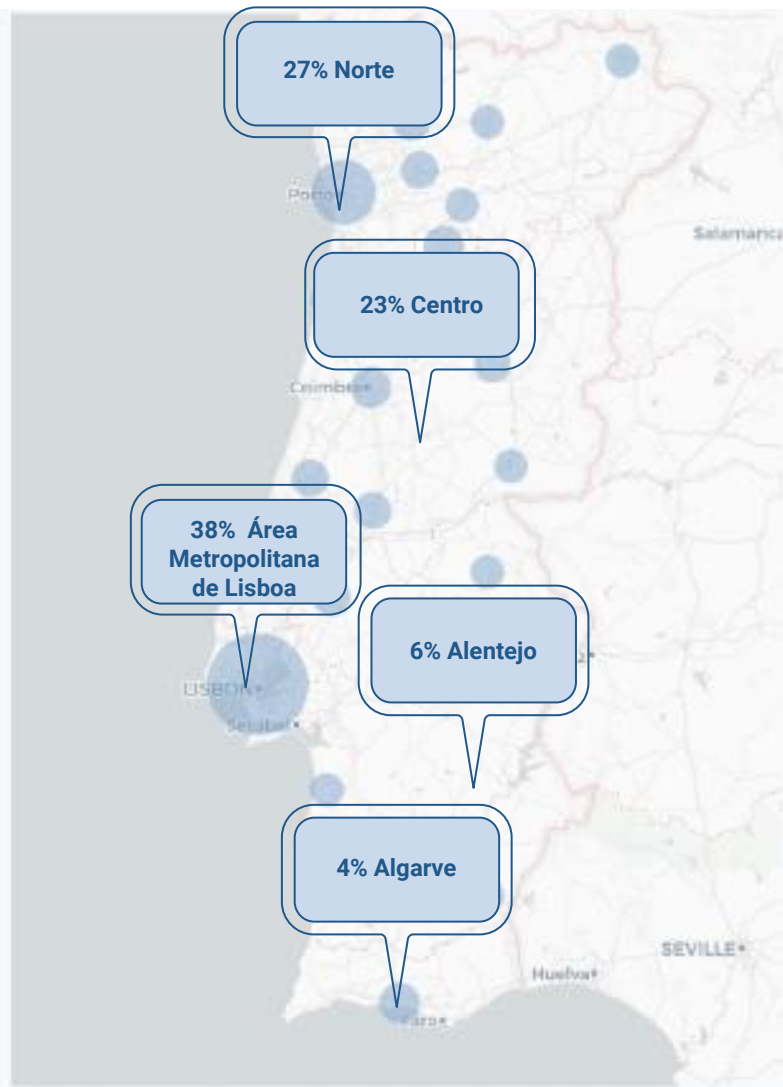 27% Norte
Porto
Salamanca
23% Centro
Coimbra
38% Área
Metropolitana
de Lisboa
6% Alentejo
LISBON
Setúbal
4% Algarve
SEVILLE
Huelva
Faro